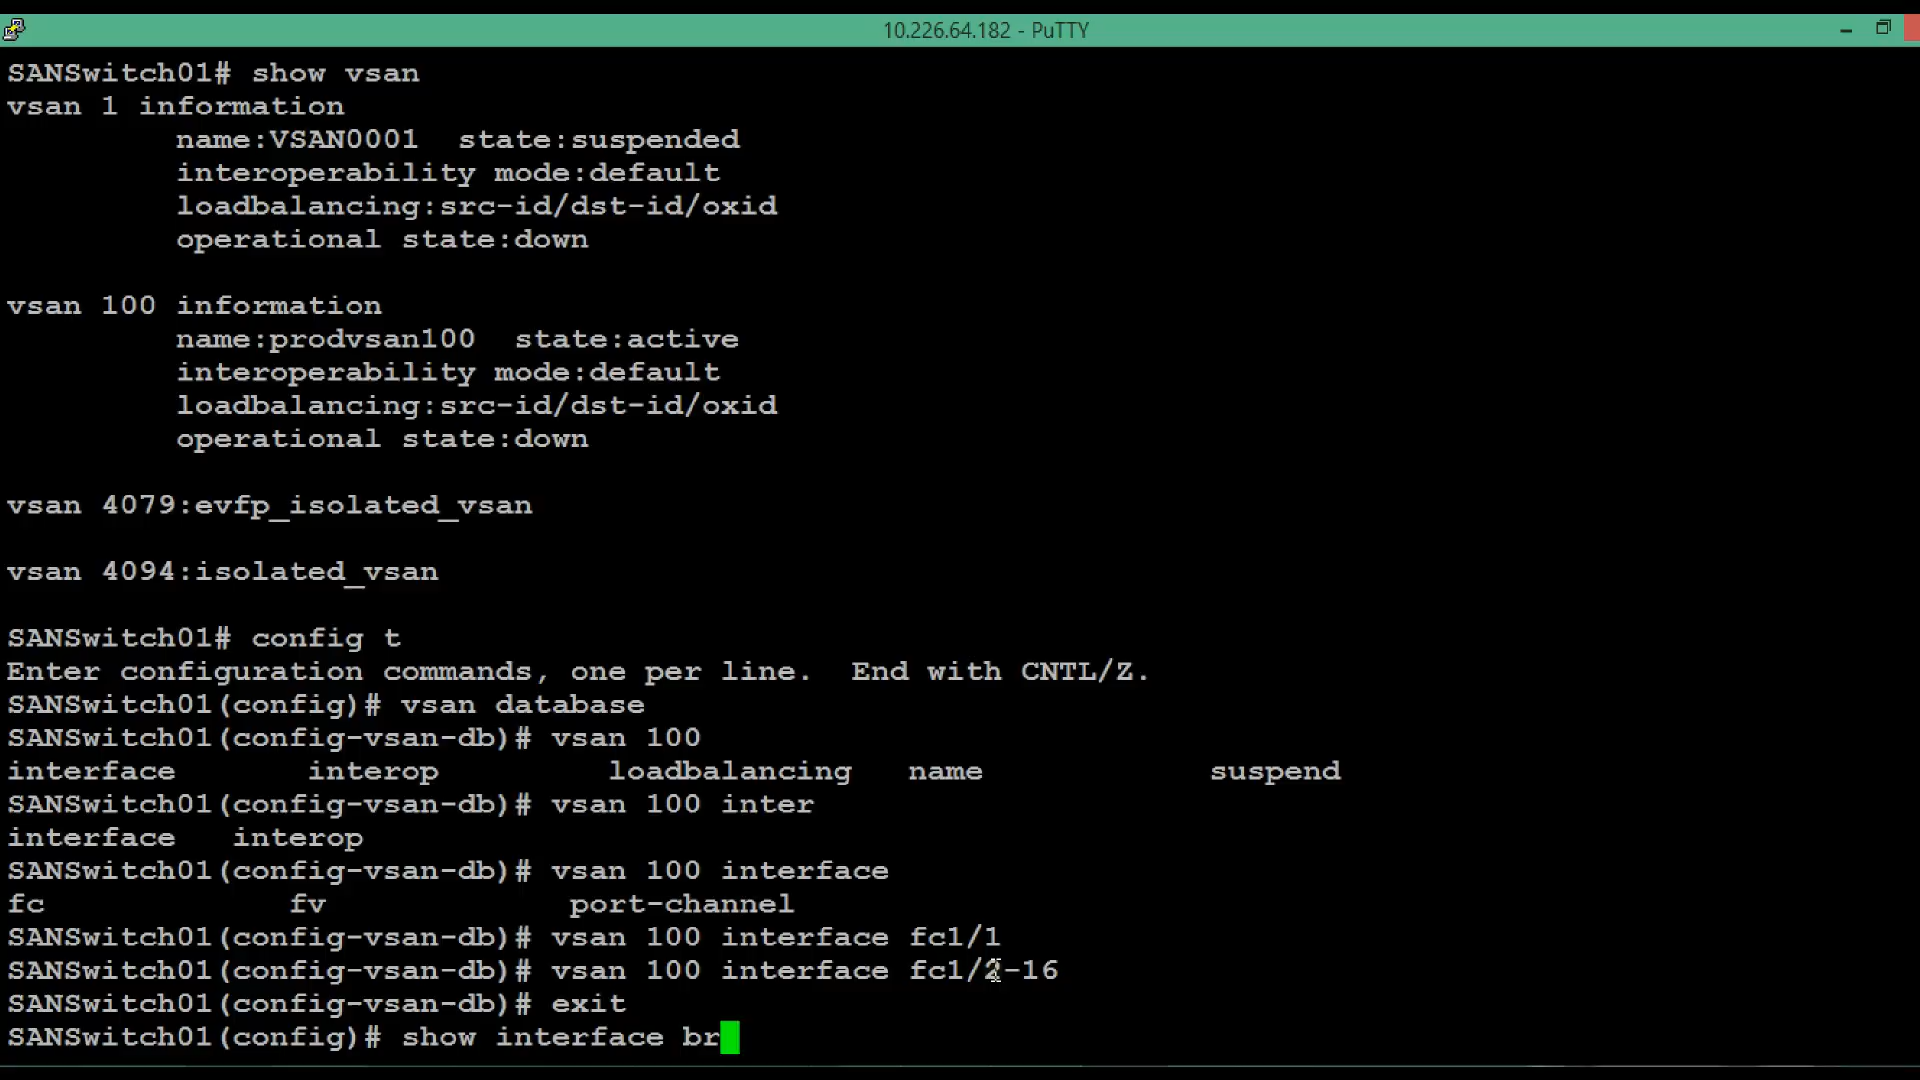 10.226.64.182 - PuTTY
SANSwitch01# show vsan
vsan 1 information
name:VSAN0001  state:suspended
interoperability mode:default
loadbalancing:src-id/dst-id/oxid
operational state:down
vsan 100 information
name:prodvsan100  state:active
interoperability mode:default
loadbalancing:src-id/dst-id/oxid
operational state:down
vsan 4079:evfp_isolated_vsan
vsan 4094:isolated_vsan
SANSwitch01# config t
Enter configuration commands, one per line.  End with CNTL/Z.
SANSwitch01(config)# vsan database
SANSwitch01(config-vsan-db)# vsan 100
interface interop loadbalancing name suspend
SANSwitch01(config-vsan-db)# vsan 100 inter
interface interop
SANSwitch01(config-vsan-db)# vsan 100 interface
fc fv port-channel
SANSwitch01(config-vsan-db)# vsan 100 interface fc1/1
SANSwitch01(config-vsan-db)# vsan 100 interface fc1/2-16
SANSwitch01(config-vsan-db)# exit
SANSwitch01(config)# show interface br